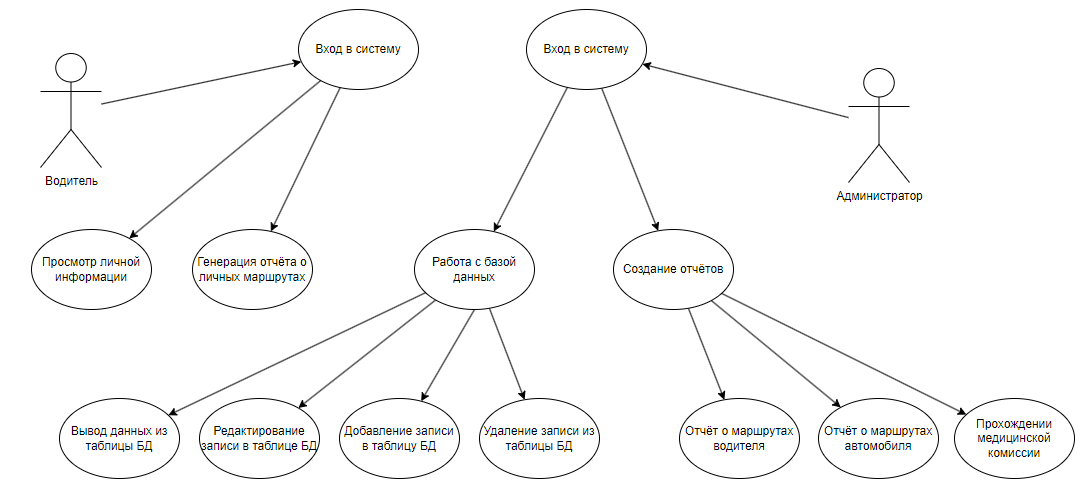 Вход в систему
Вход в систему
Водитель
Администратор
Просмотр личной
информации
Генерация отчёта о
личных маршрутах
Работа с базой
данных
Создание отчётов
Вывод данных из
таблицы БД
Редактирование
записи в таблице БД
Добавление записи
в таблицу БД
Удаление записи из
таблицы БД
Отчёт о маршрутах
водителя
Отчёт о маршрутах
автомобиля
Прохождении
медицинской
комиссии